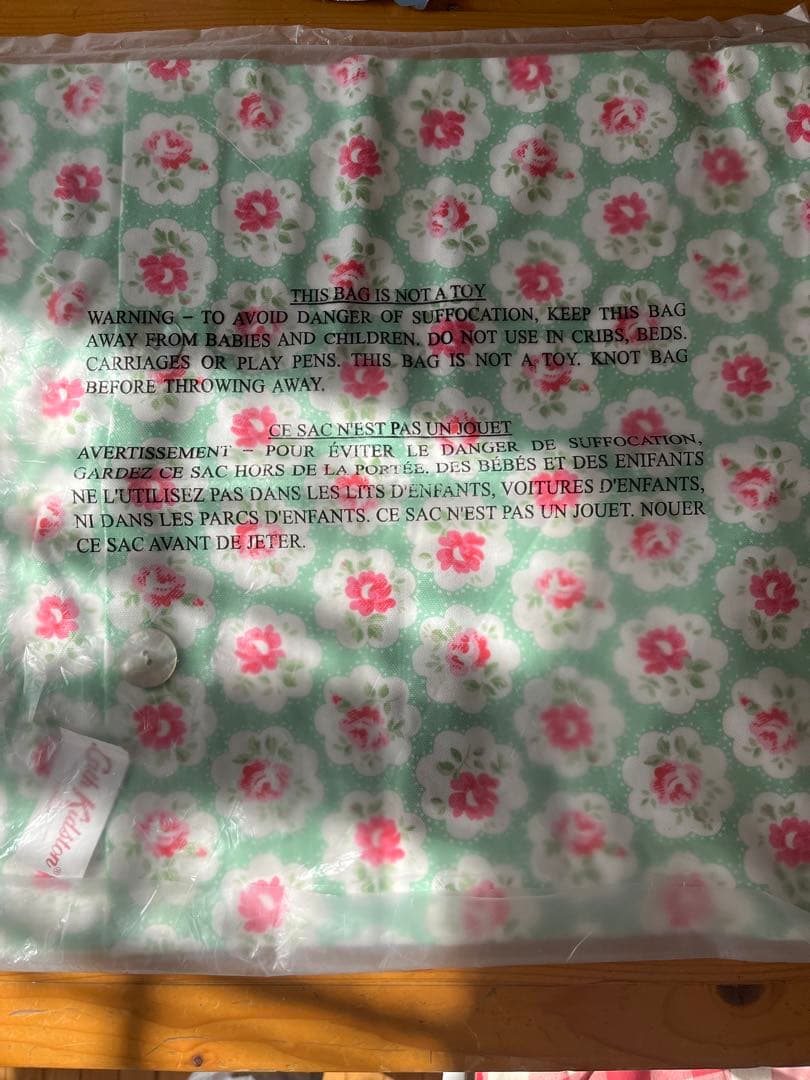 THIS BAG IS NOT A TOY
WARNING – TO AVOID DANGER OF SUFFOCATION, KEEP THIS BAG
AWAY FROM BABIES AND CHILDREN. DO NOT USE IN CRIBS, BEDS.
CARRIAGES OR PLAY PENS. THIS BAG IS NOT A TOY. KNOT BAG
BEFORE THROWING AWAY.
CE SAC N'EST PAS UN JOUET
AVERTISSEMENT – POUR ÉVITER LE DANGER DE SUFFOCATION,
GARDEZ CE SAC HORS DE LA PORTÉE. DES BÉBÉS ET DES ENIFANTS
NE L'UTILISEZ PAS DANS LES LITS D'ENFANTS, VOITURES D'ENFANTS,
NI DANS LES PARCS D'ENFANTS. CE SAC N'EST PAS UN JOUET. NOUER
CE SAC AVANT DE JETER.
Cath Kidston®